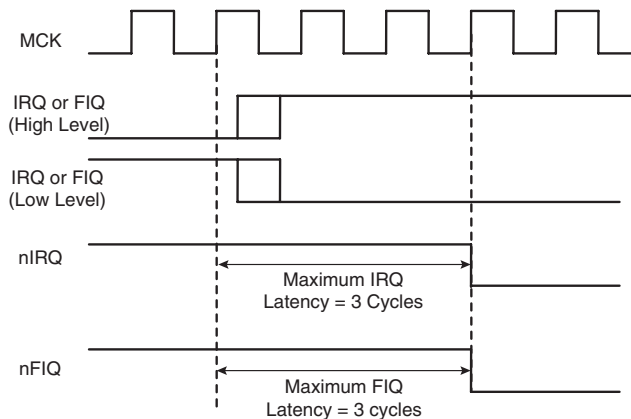 MCK
IRQ or FIQ
(High Level)
IRQ or FIQ
(Low Level)
nIRQ
Maximum IRQ
Latency = 3 Cycles
nFIQ
Maximum FIQ
Latency = 3 cycles